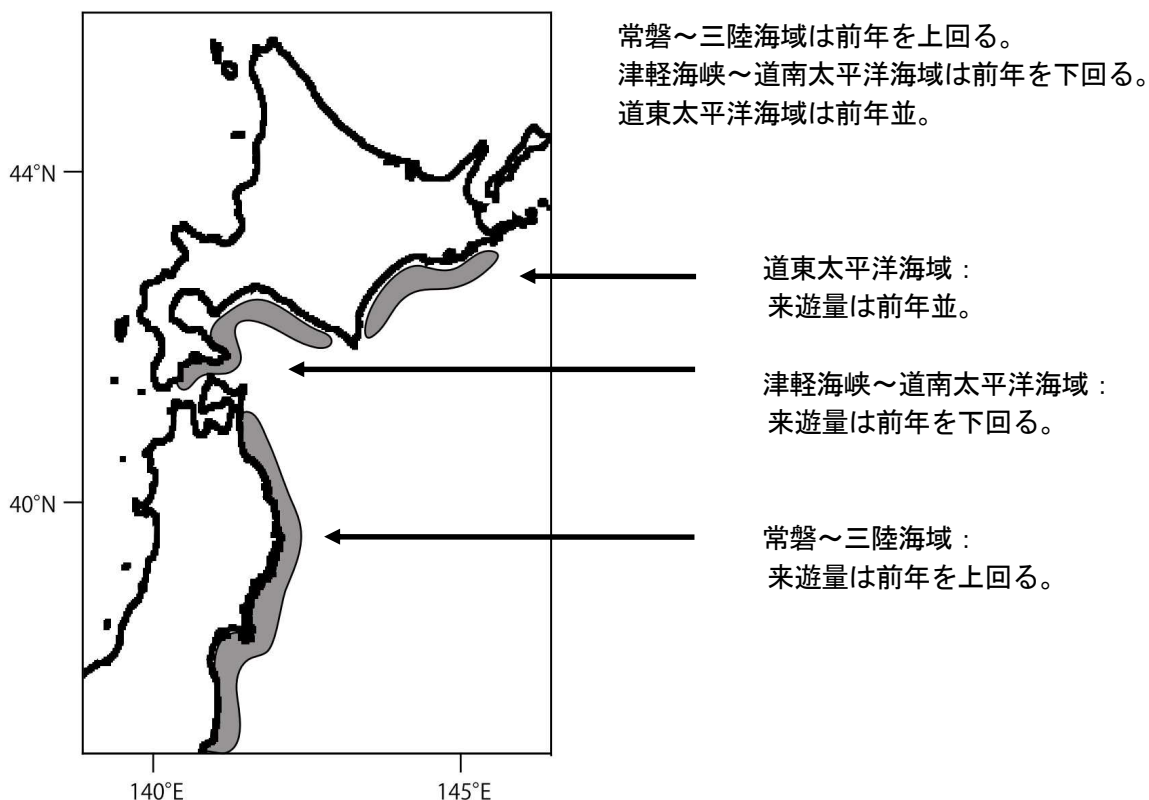 常磐～三陸海域は前年を上回る。
津軽海峡～道南太平洋海域は前年を下回る。
道東太平洋海域は前年並。
44°N
道東太平洋海域：
来遊量は前年並。
津軽海峡～道南太平洋海域：
来遊量は前年を下回る。
40°N
常磐～三陸海域：
来遊量は前年を上回る。
140°E
145°E